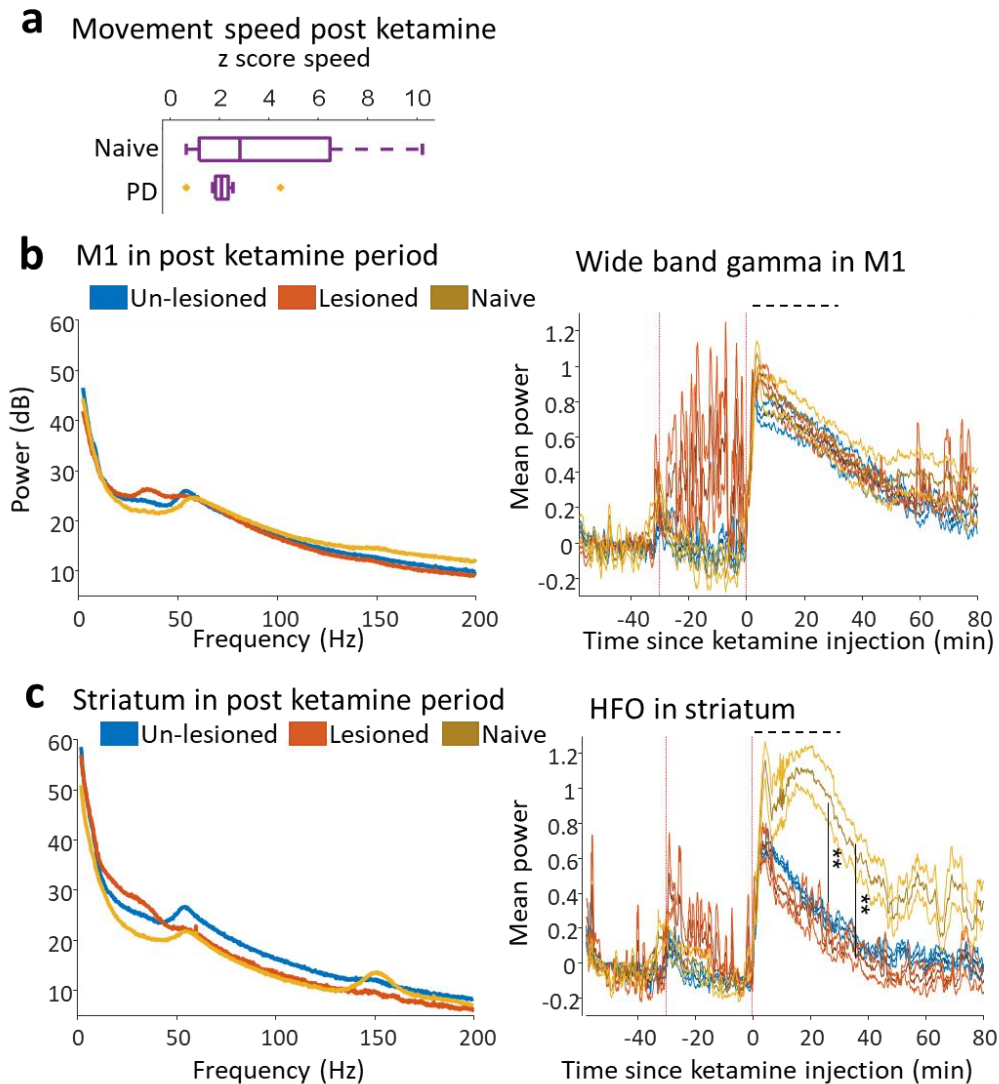 a Movement speed post ketamine
z score speed
0 2 4 6 8 10
Naive
PD
b M1 in post ketamine period
Un-lesioned Lesioned Naive
60
50
40
30
20
10
Power (dB)
0 50 100 150 200
Frequency (Hz)
Wide band gamma in M1
1.2
1
0.8
0.6
0.4
0.2
0
-0.2
Mean power
-40 -20 0 20 40 60 80
Time since ketamine injection (min)
c Striatum in post ketamine period
Un-lesioned Lesioned Naive
60
50
40
30
20
10
0 50 100 150 200
Frequency (Hz)
HFO in striatum
1.2
1
0.8
0.6
0.4
0.2
0
-0.2
Mean power
**
**
-40 -20 0 20 40 60 80
Time since ketamine injection (min)